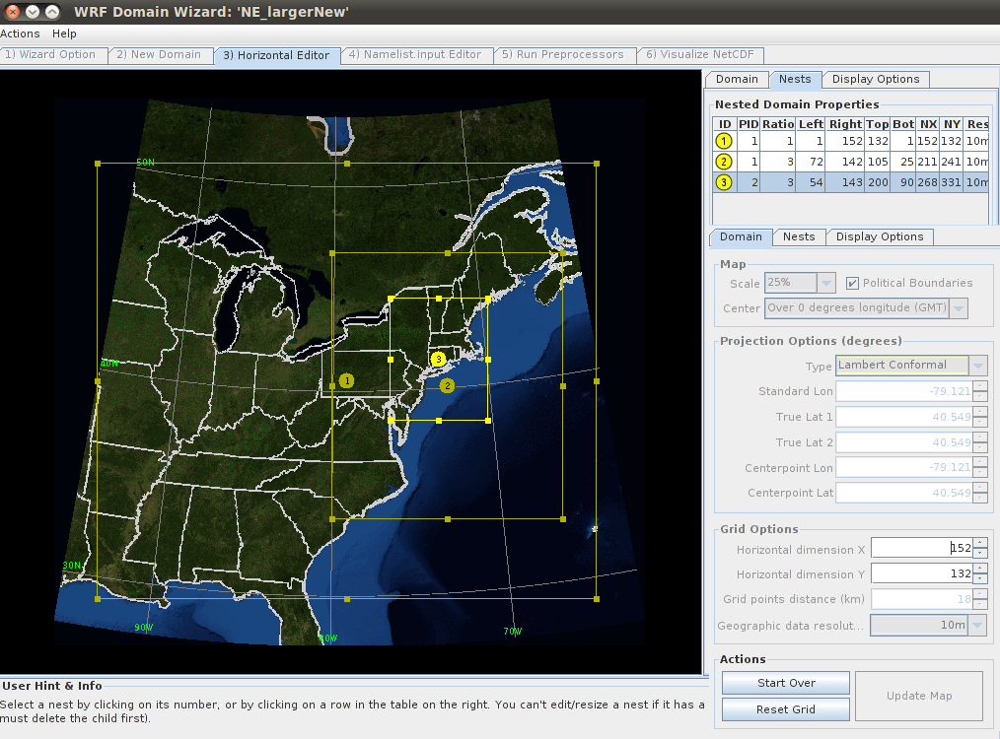 WRF Domain Wizard: 'NE_largerNew'
Actions Help
1) Wizard Option 2) New Domain 3) Horizontal Editor 4) Namelist.input Editor 5) Run Preprocessors 6) Visualize NetCDF
Domain Nests Display Options
Nested Domain Properties
ID PID Ratio Left Right Top Bot NX NY Res
1 1 1 1 152 132 1 152 132 10m
2 1 3 72 142 105 25 211 241 10m
3 2 3 54 143 200 90 268 331 10m
Domain Nests Display Options
Map
Scale 25% Political Boundaries
Center Over 0 degrees longitude (GMT)
Projection Options (degrees)
Type Lambert Conformal
Standard Lon -79.121
True Lat 1 40.549
True Lat 2 40.549
Centerpoint Lon -79.121
Centerpoint Lat 40.549
Grid Options
Horizontal dimension X 152
Horizontal dimension Y 132
Grid points distance (km) 18
Geographic data resolut... 10m
Actions
Start Over
Reset Grid
Update Map
50N
40N
30N
90W
80W
70W
1
2
3
User Hint & Info
Select a nest by clicking on its number, or by clicking on a row in the table on the right. You can't edit/resize a nest if it has a
must delete the child first).